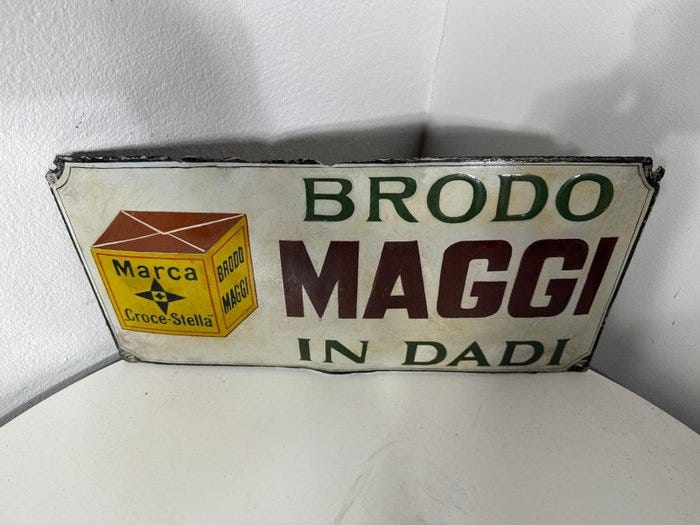 BRODO
MAGGI
IN DADI
Marca
"Croce-Stella"
BRODO
MAGGI